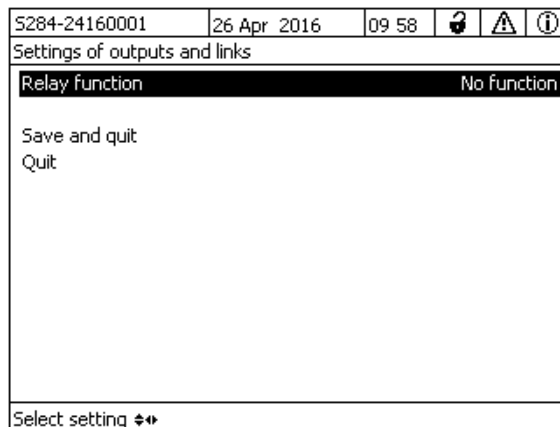 S284-24160001 26 Apr 2016 09 58
Settings of outputs and links
Relay function No function
Save and quit
Quit
Select setting